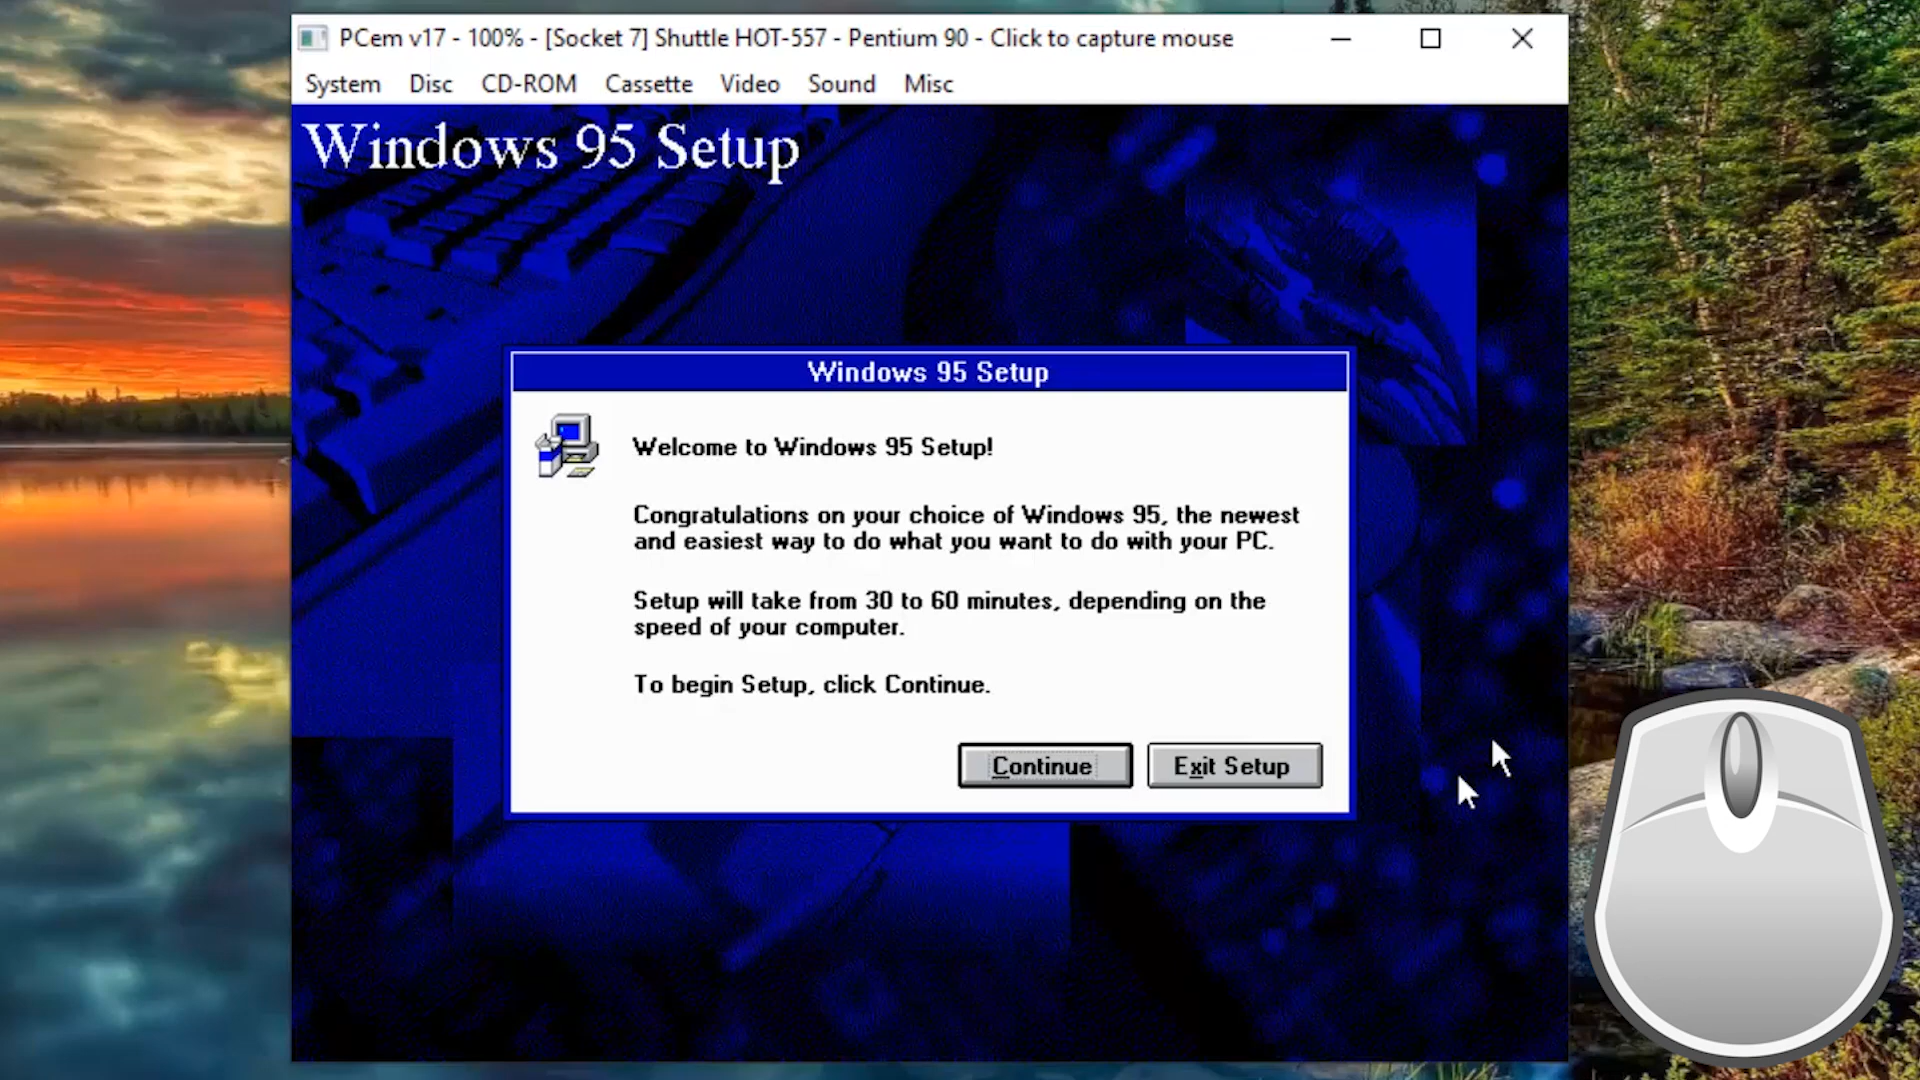 PCem v17 - 100% - [Socket 7] Shuttle HOT-557 - Pentium 90 - Click to capture mouse
System Disc CD-ROM Cassette Video Sound Misc
Windows 95 Setup
Windows 95 Setup
Welcome to Windows 95 Setup!
Congratulations on your choice of Windows 95, the newest
and easiest way to do what you want to do with your PC.
Setup will take from 30 to 60 minutes, depending on the
speed of your computer.
To begin Setup, click Continue.
Continue Exit Setup